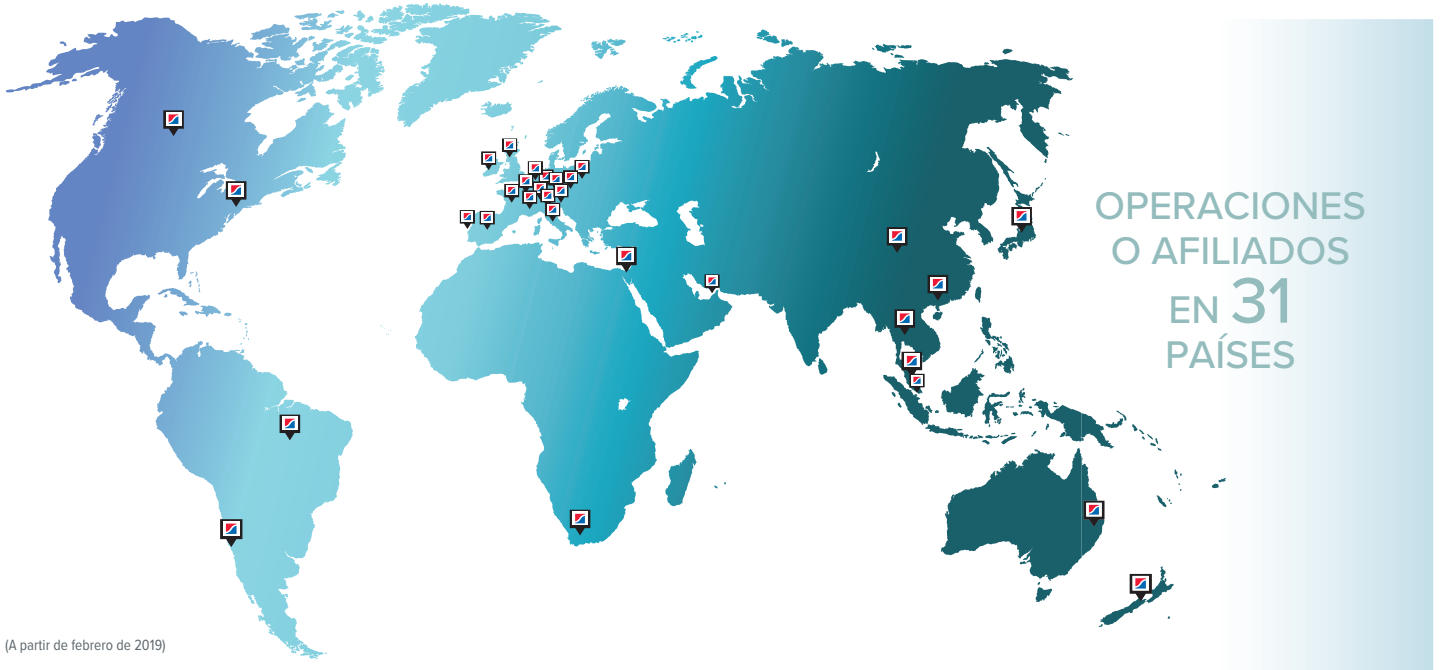 OPERACIONES
O AFILIADOS
EN 31
PAÍSES
(A partir de febrero de 2019)